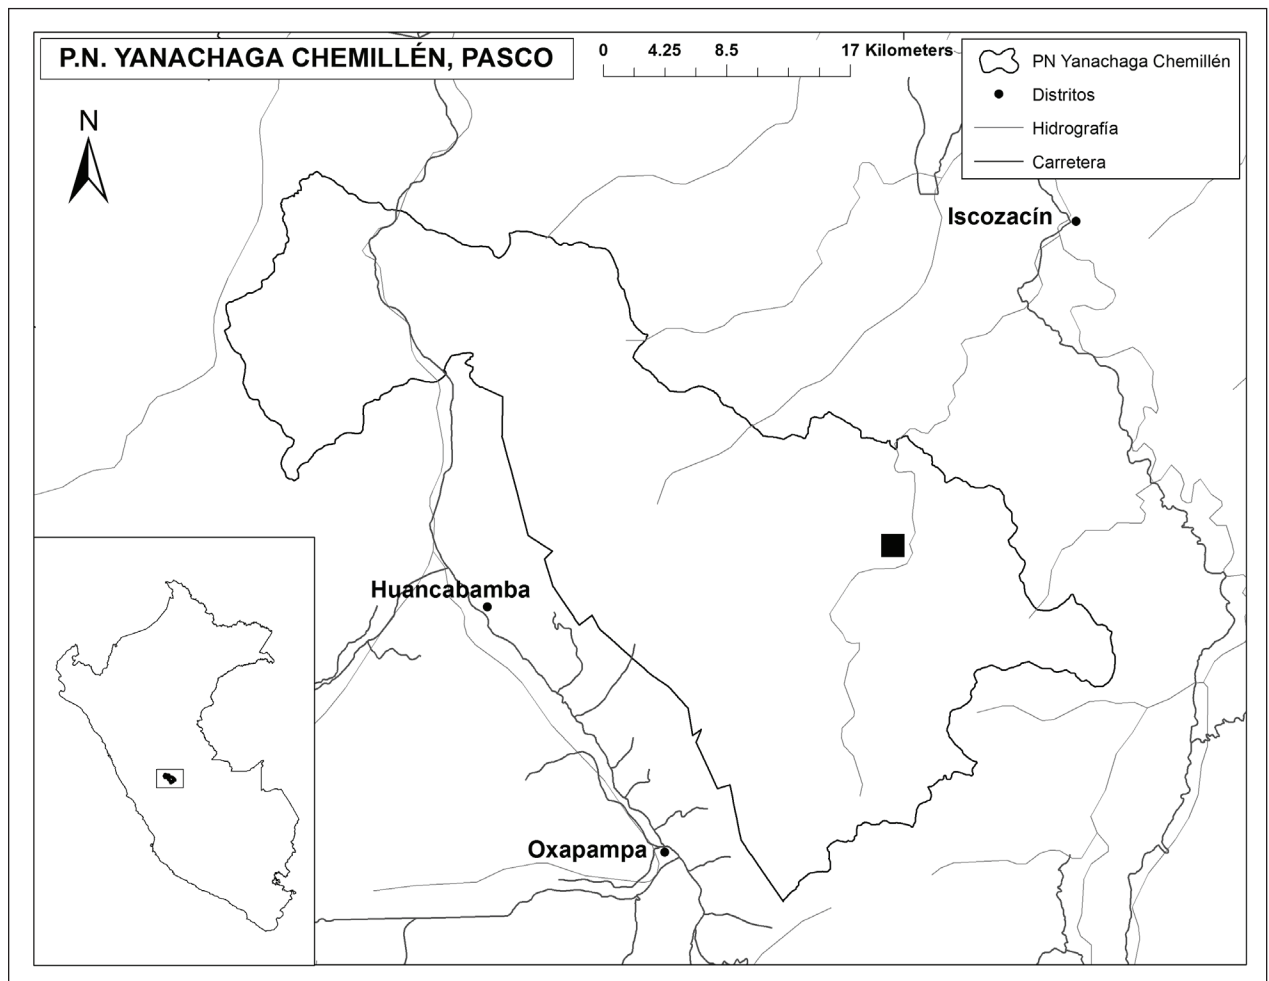 P.N. YANACHAGA CHEMILLÉN, PASCO
0 4.25 8.5 17 Kilometers
PN Yanachaga Chemillén
Distritos
Hidrografía
Carretera
N
Iscozacín
Huancabamba
Oxapampa